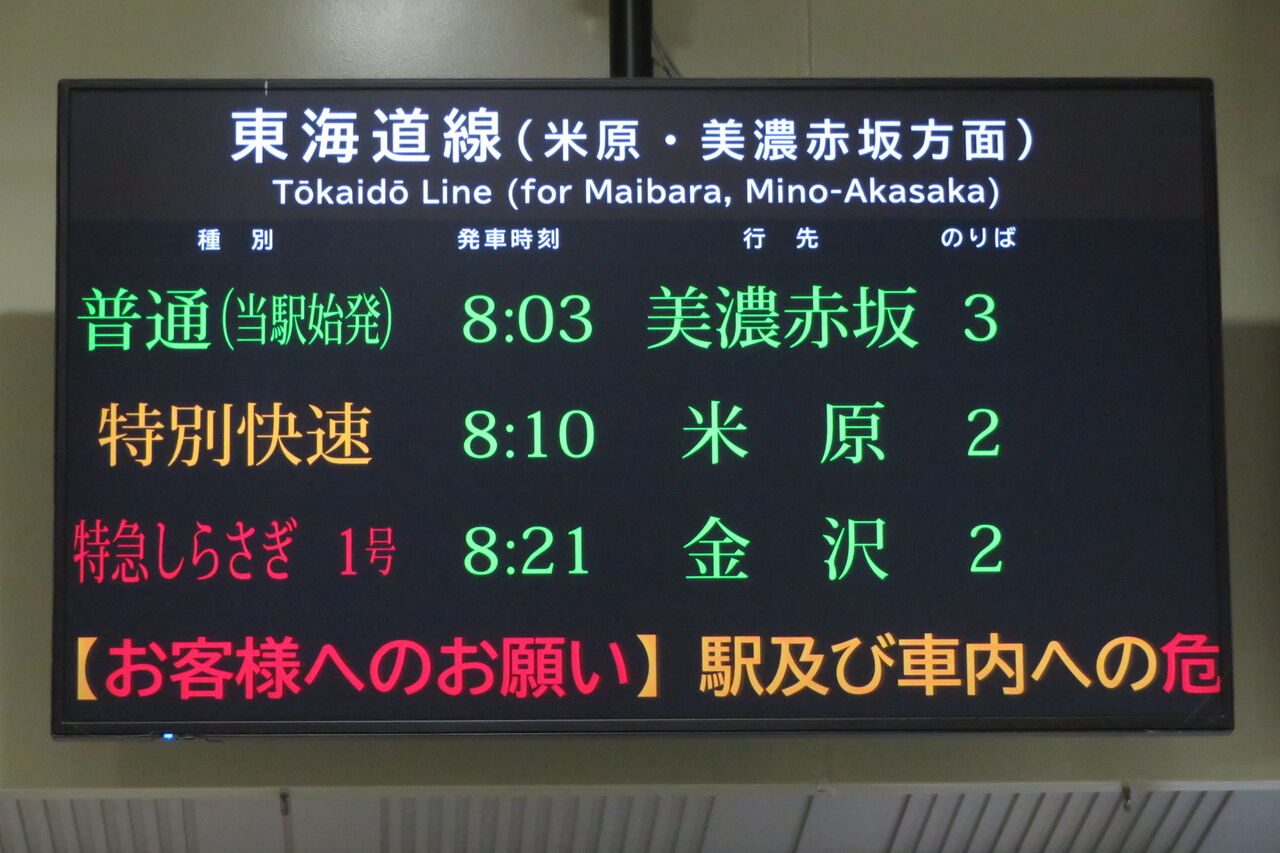 東海道線(米原・美濃赤坂方面)
Tōkaidō Line (for Maibara, Mino-Akasaka)
種別 発車時刻 行先 のりば
普通(当駅始発) 8:03 美濃赤坂 3
特別快速 8:10 米原 2
特急しらさぎ 1号 8:21 金沢 2
【お客様へのお願い】 駅及び車内への危